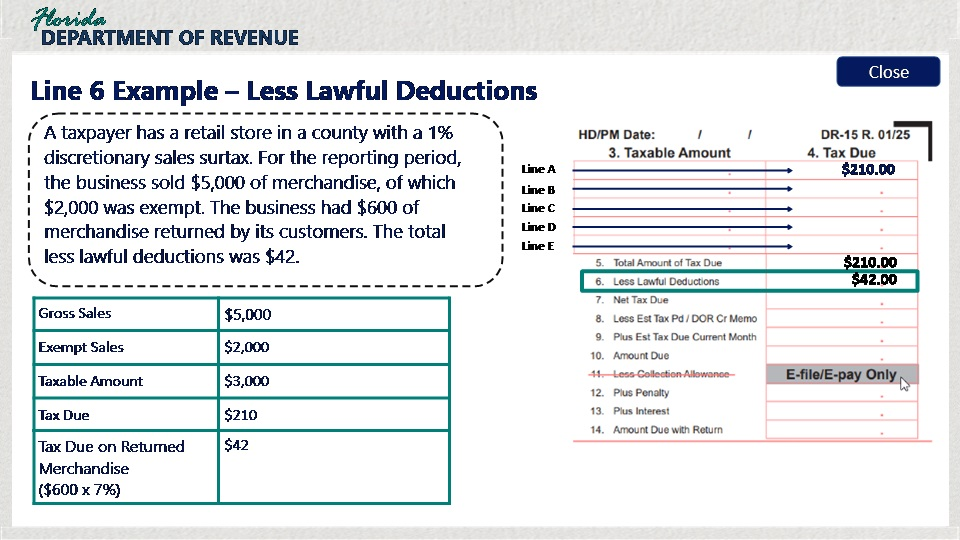 Florida
DEPARTMENT OF REVENUE
Close
Line 6 Example – Less Lawful Deductions
A taxpayer has a retail store in a county with a 1%
discretionary sales surtax. For the reporting period,
the business sold $5,000 of merchandise, of which
$2,000 was exempt. The business had $600 of
merchandise returned by its customers. The total
less lawful deductions was $42.
Gross Sales $5,000
Exempt Sales $2,000
Taxable Amount $3,000
Tax Due $210
Tax Due on Returned $42
Merchandise
($600 x 7%)
HD/PM Date: / / DR-15 R. 01/25
3. Taxable Amount 4. Tax Due
Line A $210.00
Line B
Line C
Line D
Line E
5. Total Amount of Tax Due $210.00
6. Less Lawful Deductions $42.00
7. Net Tax Due
8. Less Est Tax Pd / DOR Cr Memo
9. Plus Est Tax Due Current Month
10. Amount Due
11. Less Collection Allowance E-file/E-pay Only
12. Plus Penalty
13. Plus Interest
14. Amount Due with Return